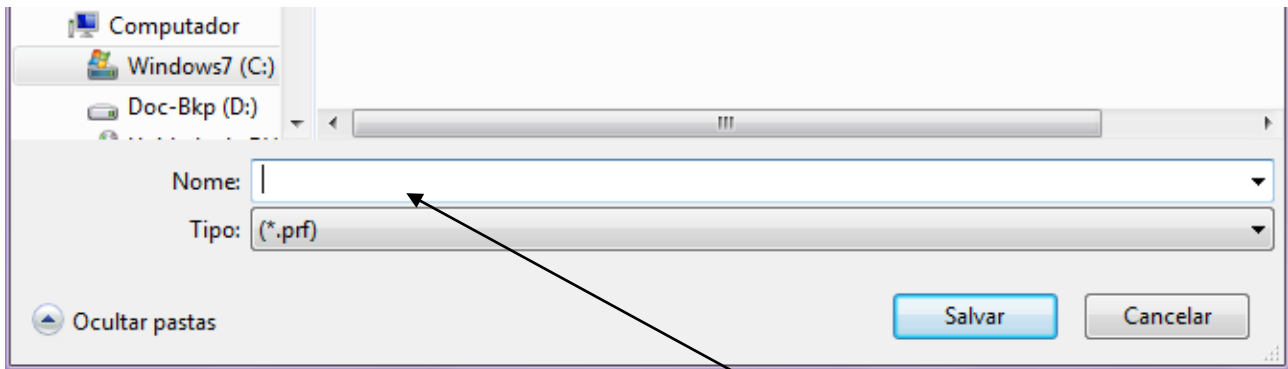 Computador
Windows7 (C:)
Doc-Bkp (D:)
Nome:
Tipo: (*.prf)
Ocultar pastas
Salvar
Cancelar